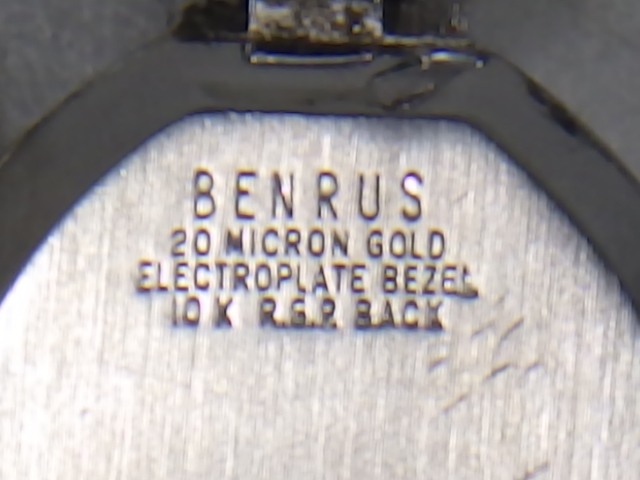 BENRUS
20 MICRON GOLD
ELECTROPLATE BEZEL
10 K R.G.P. BACK